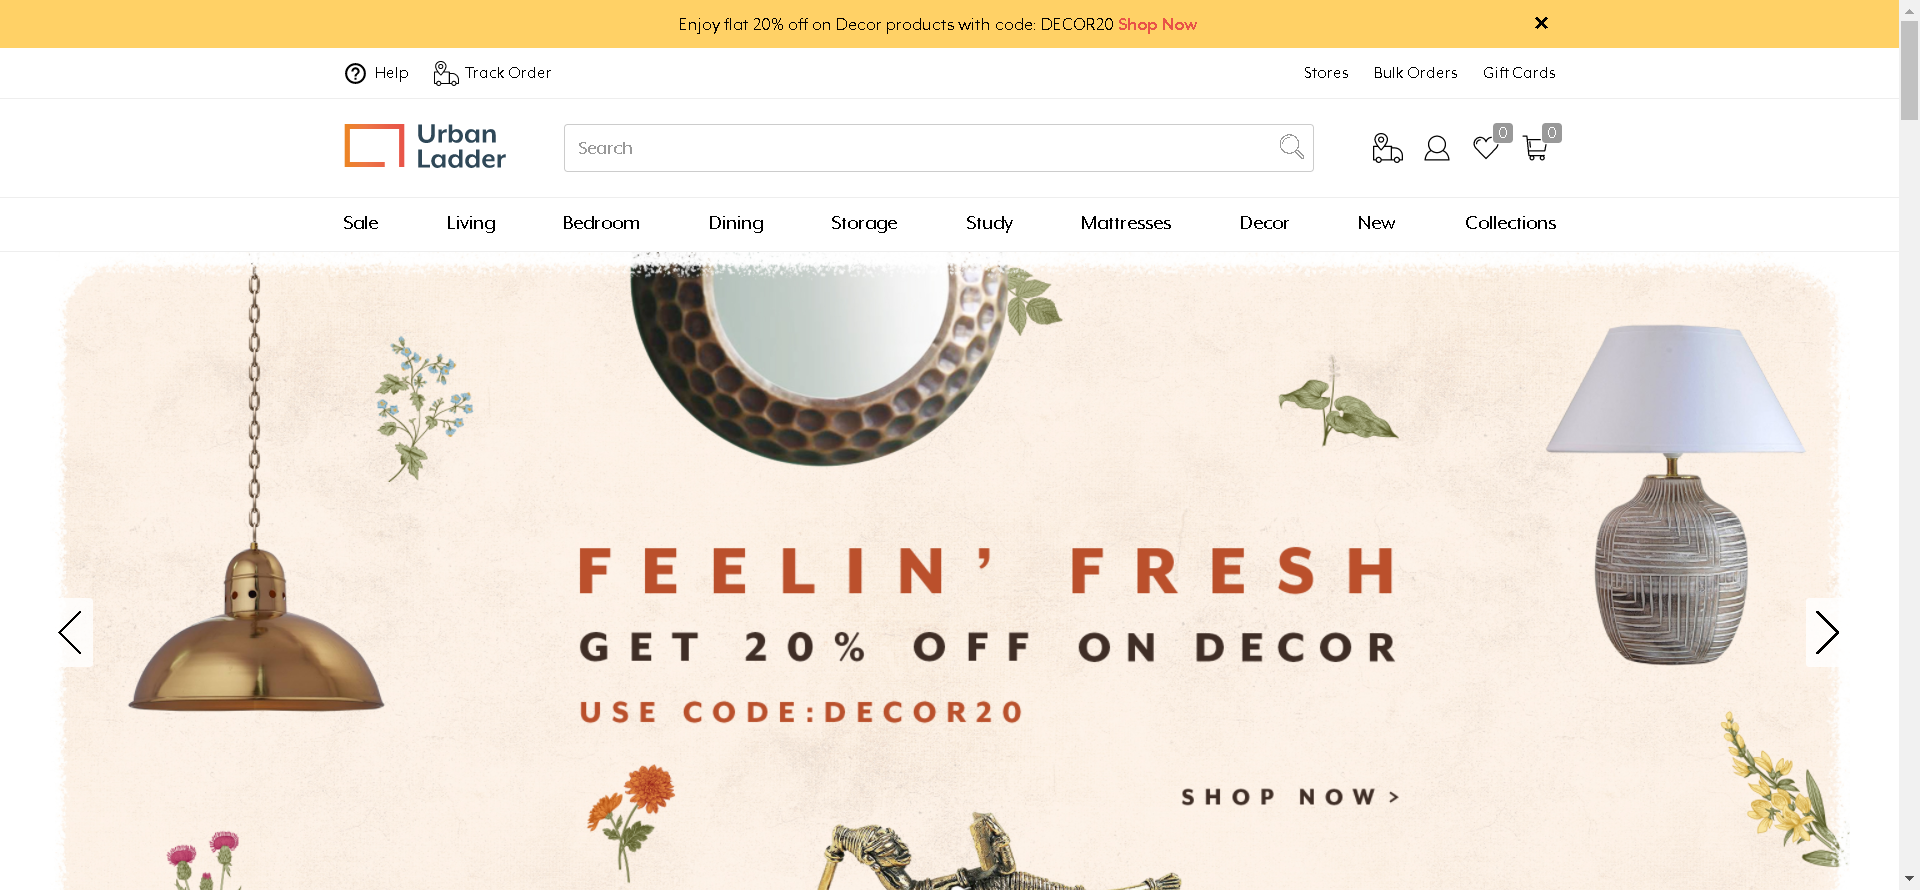 Enjoy flat 20% off on Decor products with code: DECOR20 Shop Now
Help Track Order Stores Bulk Orders Gift Cards
Urban
Ladder
Search
0 0
Sale Living Bedroom Dining Storage Study Mattresses Decor New Collections
FEELIN' FRESH
GET 20% OFF ON DECOR
USE CODE:DECOR20
SHOP NOW >